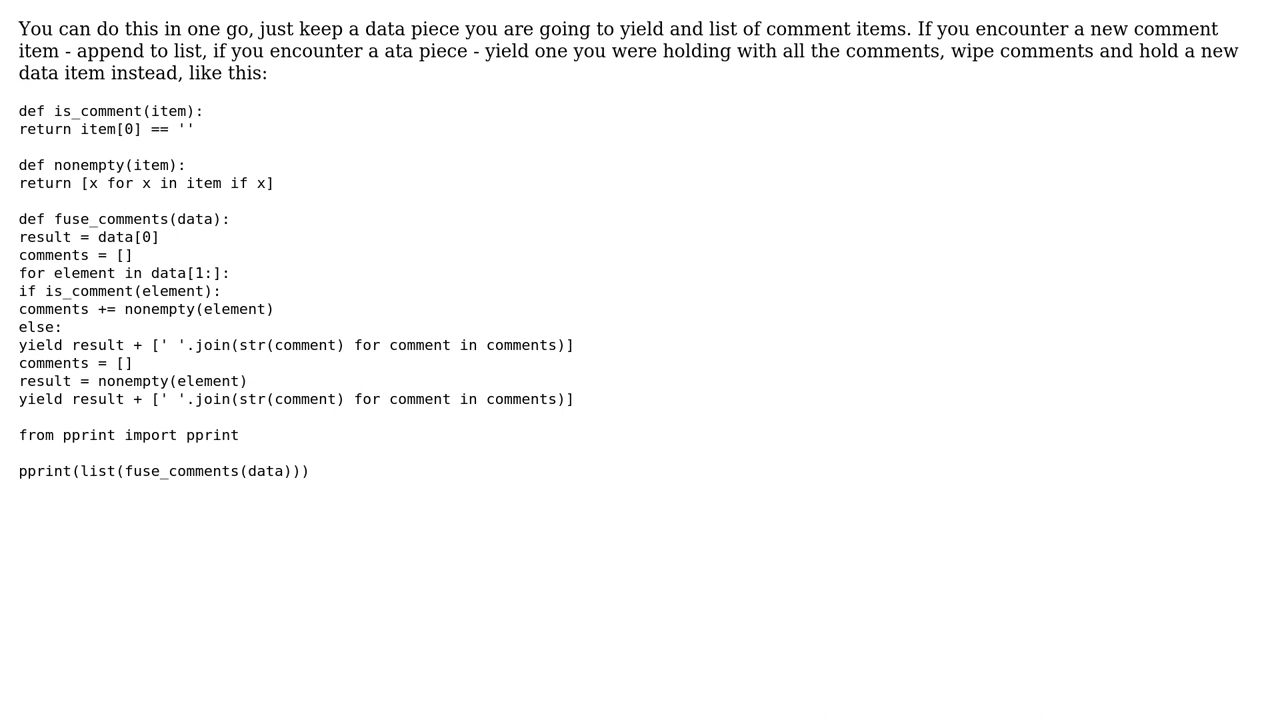 You can do this in one go, just keep a data piece you are going to yield and list of comment items. If you encounter a new comment
item - append to list, if you encounter a ata piece - yield one you were holding with all the comments, wipe comments and hold a new
data item instead, like this:

def is_comment(item):
return item[0] == ''

def nonempty(item):
return [x for x in item if x]

def fuse_comments(data):
result = data[0]
comments = []
for element in data[1:]:
if is_comment(element):
comments += nonempty(element)
else:
yield result + [' '.join(str(comment) for comment in comments)]
comments = []
result = nonempty(element)
yield result + [' '.join(str(comment) for comment in comments)]

from pprint import pprint

pprint(list(fuse_comments(data)))